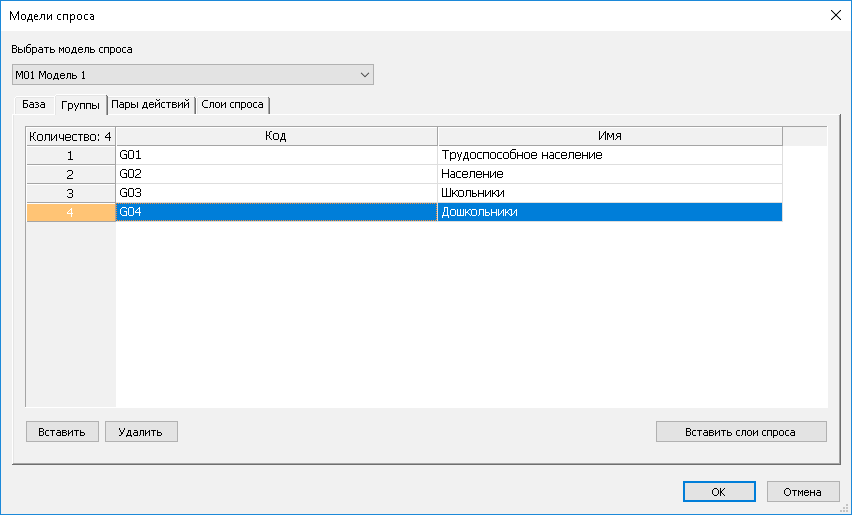 Модели спроса
Выбрать модель спроса
M01 Модель 1
База Группы Пары действий Слои спроса
Количество: 4 Код Имя
1 G01 Трудоспособное население
2 G02 Население
3 G03 Школьники
4 G04 Дошкольники
Вставить Удалить Вставить слои спроса
OK Отмена